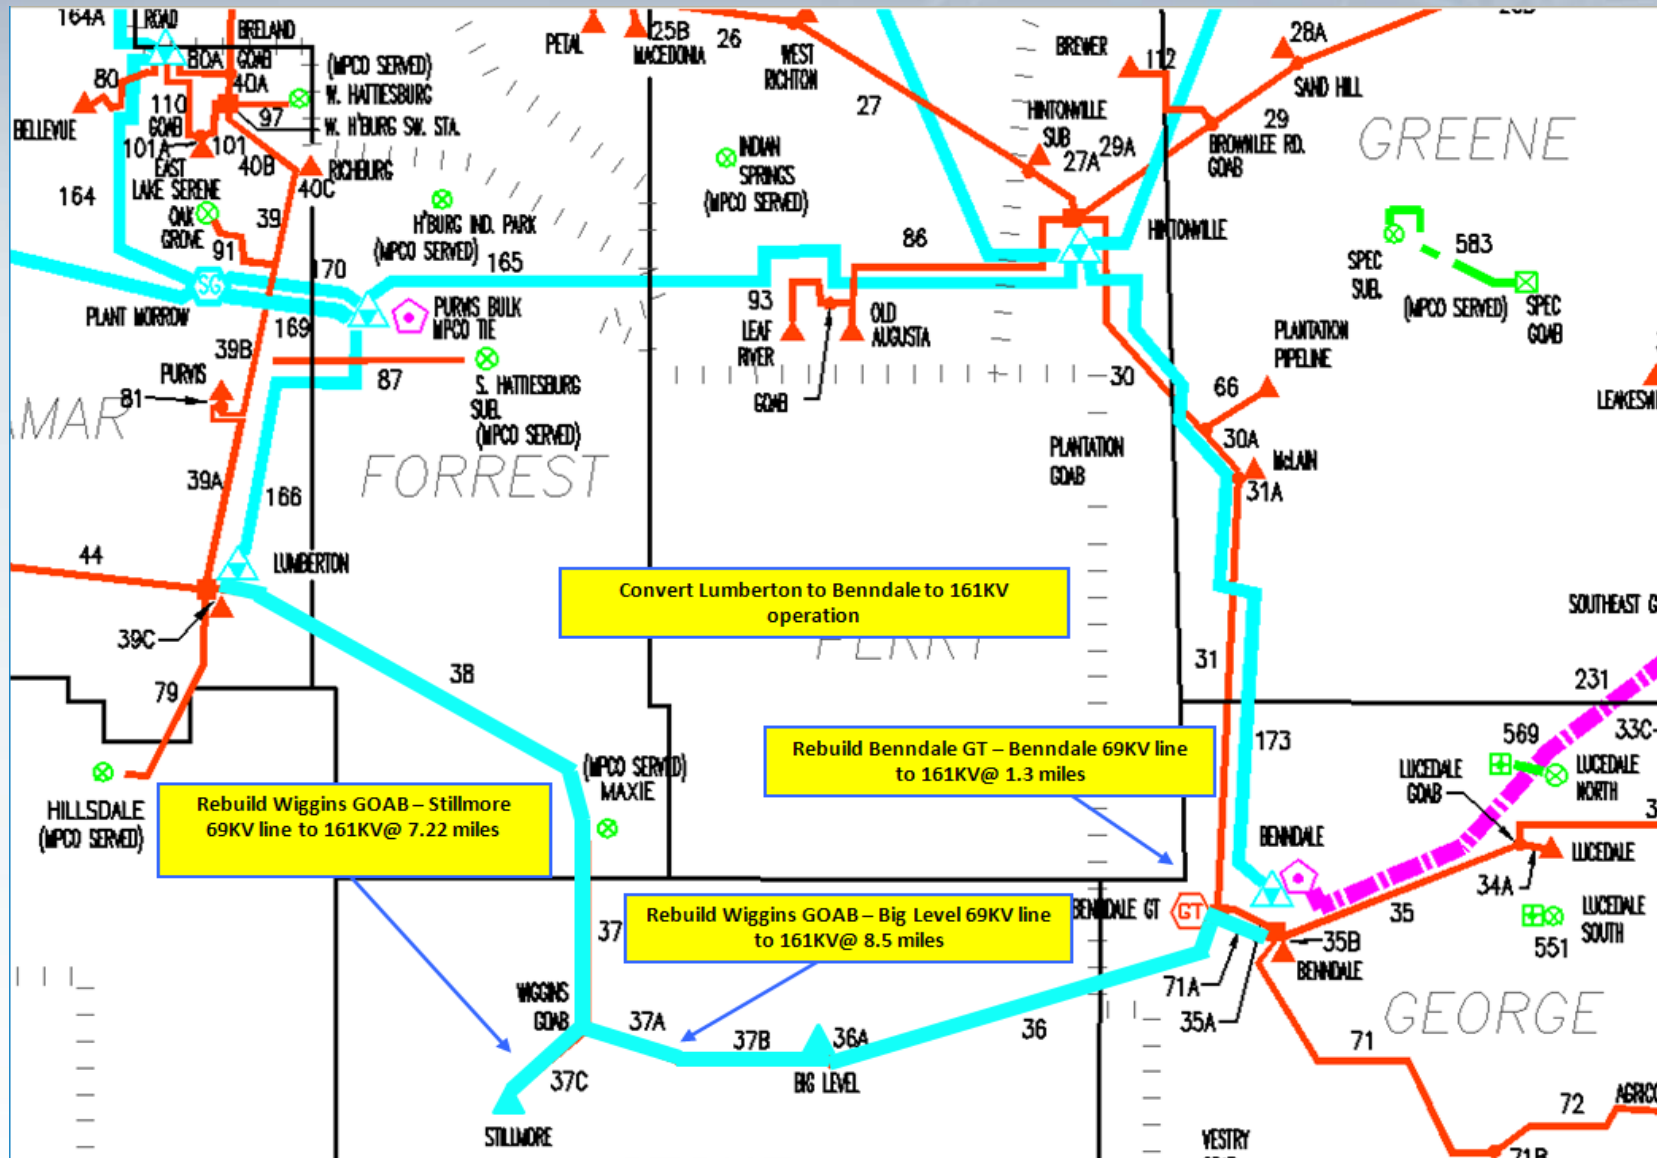 164A
ROAD
BRELAND
GOAB
80A
80
40A
110
GOAB
97
(MPCO SERVED)
W. HATTIESBURG
W. H'BURG SW. STA.
BELLEVUE
101A
101
EAST
LAKE SERENE
40B
RICHBURG
40C
164
OAK
GROVE
39
91
H'BURG IND. PARK
(MPCO SERVED)
170
165
PLANT MORROW
SG
169
PURVIS BULK
MPCO TIE
39B
PURVIS
81
87
S. HATTIESBURG
SUEL
(MPCO SERVED)
FORREST
39A
166
44
LUMBERTON
39C
79
HILLSDALE
(MPCO SERVED)
PETAL
25B
MACEDONIA
26
WEST
RICHTON
27
INDIAN
SPRINGS
(MPCO SERVED)
HINTONVILLE
SUB
27A
29A
BREWER
112
28A
SAND HILL
29
BROWNLEE RD.
GOAB
GREENE
HINTONVILLE
86
93
LEAF
RIVER
OLD
AUGUSTA
GOAB
30
SPEC
SUEL
583
(MPCO SERVED)
SPEC
GOAB
PLANTATION
PIPELINE
66
30A
PLANTATION
GOAB
McLAIN
31A
Convert Lumberton to Benndale to 161KV
operation
PERRY
38
31
173
231
33C
569
LUCEDALE
NORTH
LUCEDALE
GOAB
LUCEDALE
34A
35
LUCEDALE
SOUTH
551
(MPCO SERVED)
MAXIE
Rebuild Benndale GT – Benndale 69KV line
to 161KV@ 1.3 miles
Rebuild Wiggins GOAB – Stillmore
69KV line to 161KV@ 7.22 miles
Rebuild Wiggins GOAB – Big Level 69KV line
to 161KV@ 8.5 miles
37
BENNDALE
BENNDALE GT
GT
35B
BENNDALE
71A
35A
GEORGE
WIGGINS
GOAB
37A
37B
36A
36
BIG LEVEL
37C
STILLMORE
71
72
71B
VESTRY